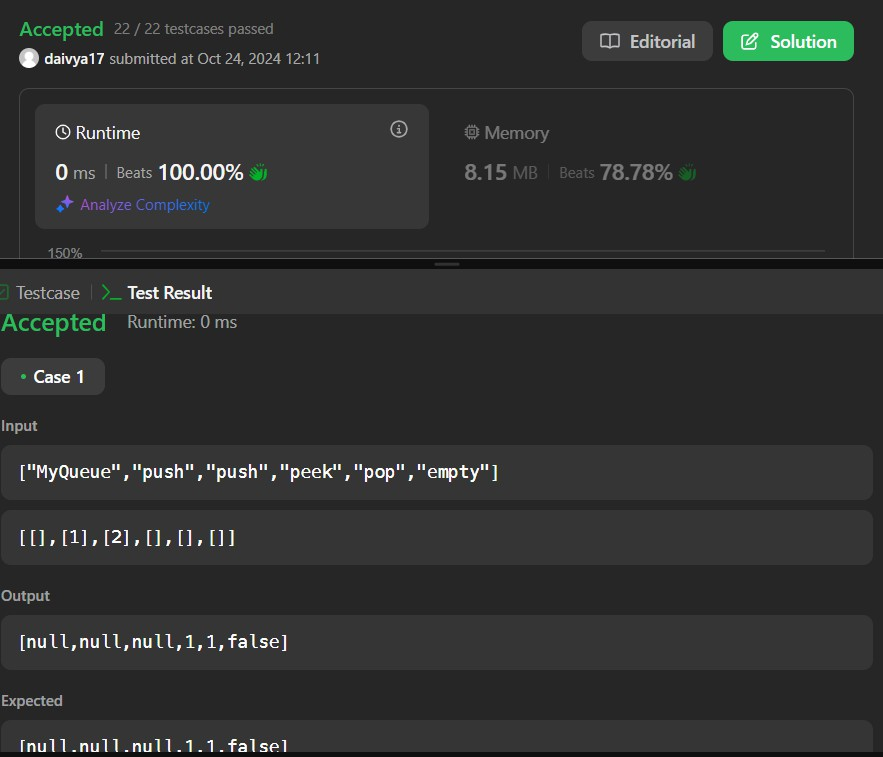 Accepted 22 / 22 testcases passed
daivya17 submitted at Oct 24, 2024 12:11
Editorial
Solution
Runtime
0 ms | Beats 100.00%
Analyze Complexity
Memory
8.15 MB | Beats 78.78%
150%
Testcase | >_ Test Result
Accepted Runtime: 0 ms
• Case 1
Input
["MyQueue","push","push","peek","pop","empty"]
[[],[1],[2],[],[],[]]
Output
[null,null,null,1,1,false]
Expected
[null,null,null,1,1,false]